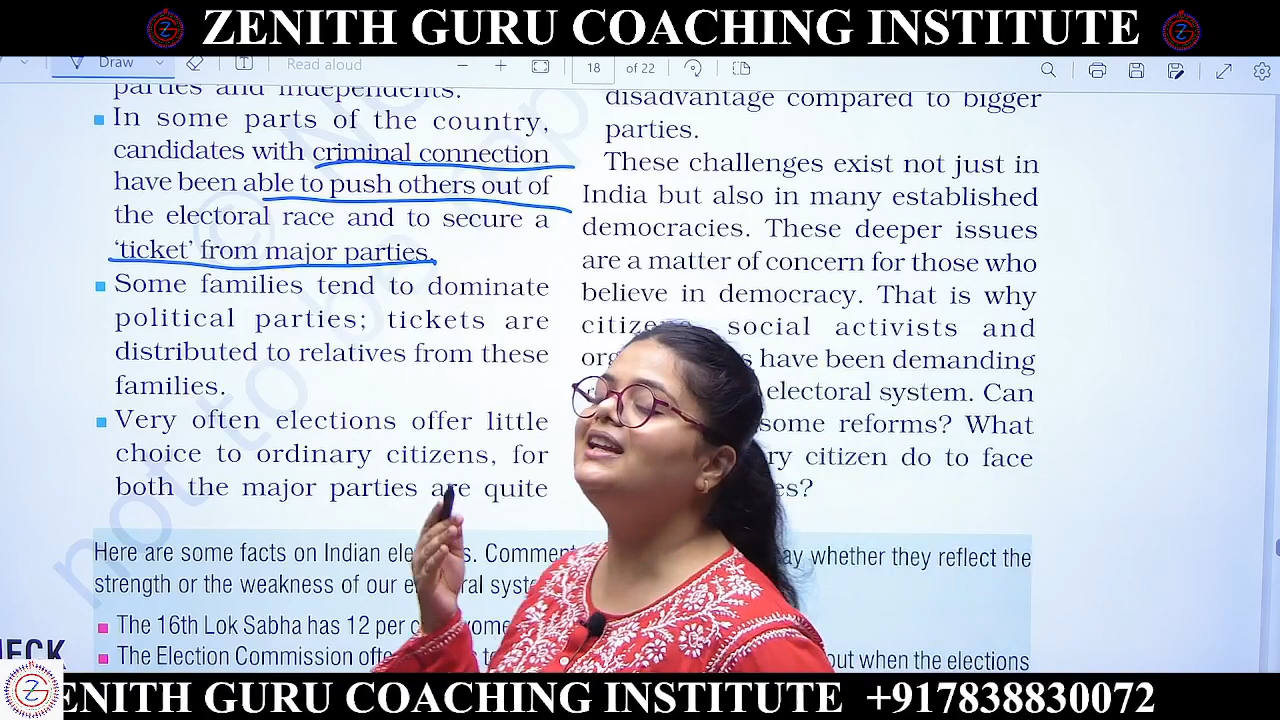 ZENITH GURU COACHING INSTITUTE
Draw
Read aloud
18
of 22
parties and independents.
In some parts of the country,
candidates with criminal connection
have been able to push others out of
the electoral race and to secure a
‘ticket’ from major parties.
Some families tend to dominate
political parties; tickets are
distributed to relatives from these
families.
Very often elections offer little
choice to ordinary citizens, for
both the major parties are quite
disadvantage compared to bigger
parties.
These challenges exist not just in
India but also in many established
democracies. These deeper issues
are a matter of concern for those who
believe in democracy. That is why
social activists and
have been demanding
electoral system. Can
some reforms? What
citizen do to face
Here are some facts on Indian
whether they reflect the
strength or the weakness of our
The 16th Lok Sabha has 12 per
The Election Commission
out when the elections
not to be
ZENITH GURU COACHING INSTITUTE +917838830072